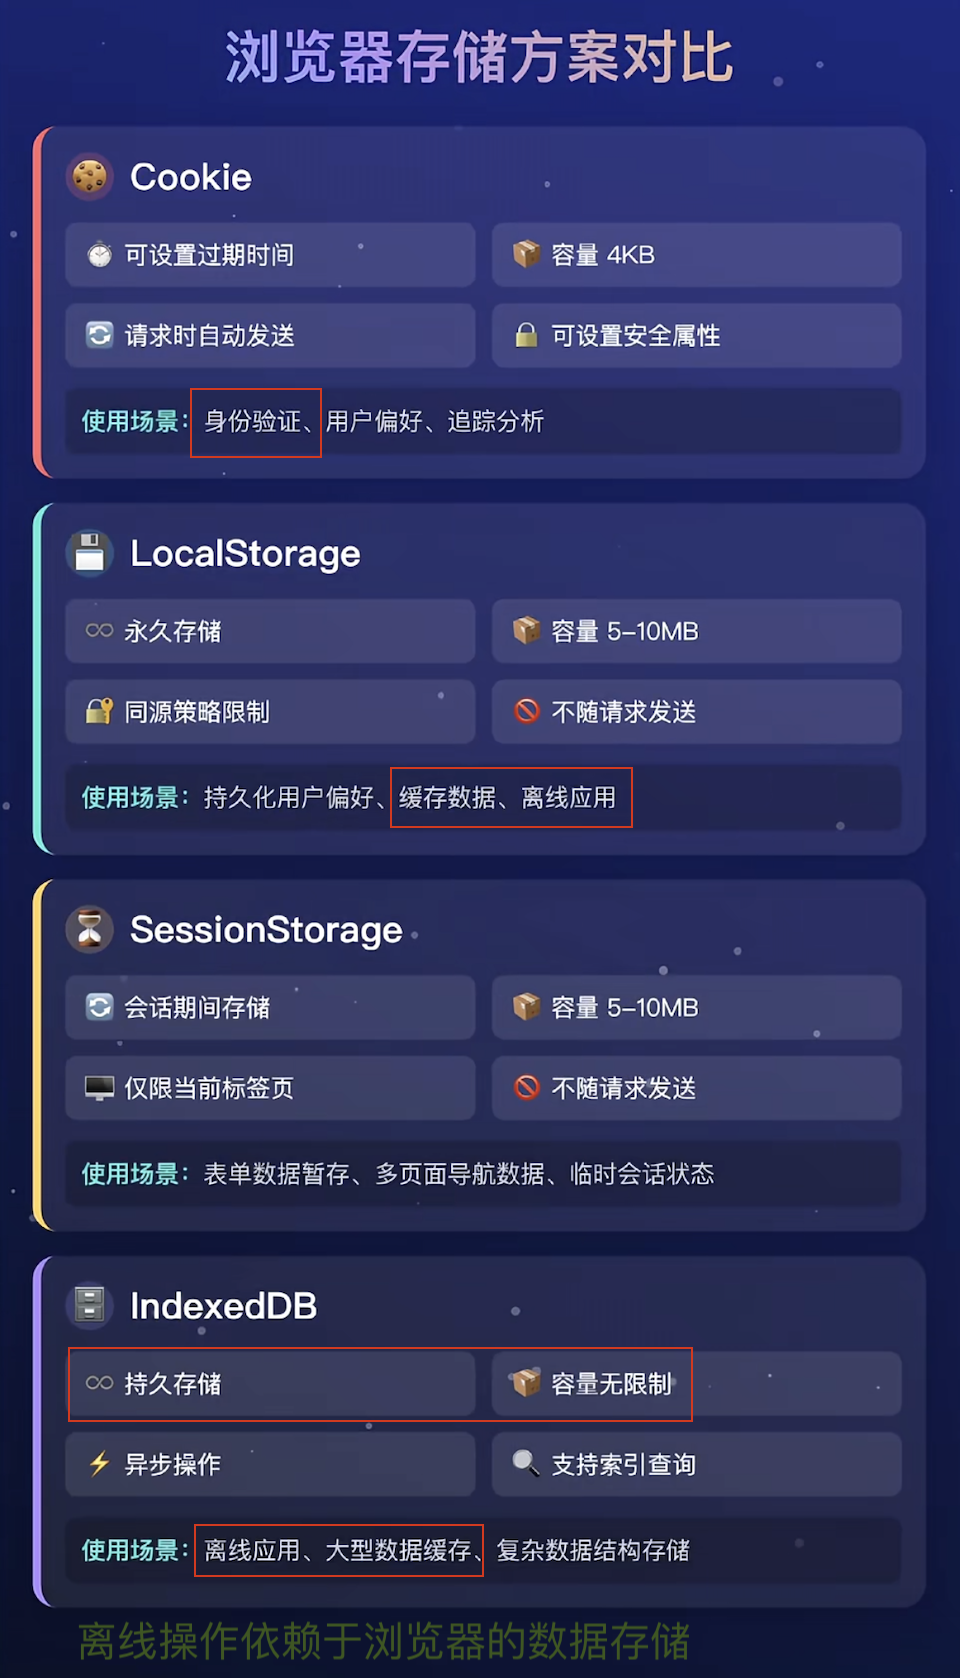 浏览器存储方案对比
Cookie
可设置过期时间
容量 4KB
请求时自动发送
可设置安全属性
使用场景：身份验证、用户偏好、追踪分析
LocalStorage
永久存储
容量 5-10MB
同源策略限制
不随请求发送
使用场景：持久化用户偏好、缓存数据、离线应用
SessionStorage
会话期间存储
容量 5-10MB
仅限当前标签页
不随请求发送
使用场景：表单数据暂存、多页面导航数据、临时会话状态
IndexedDB
持久存储
容量无限制
异步操作
支持索引查询
使用场景：离线应用、大型数据缓存、复杂数据结构存储
离线操作依赖于浏览器的数据存储